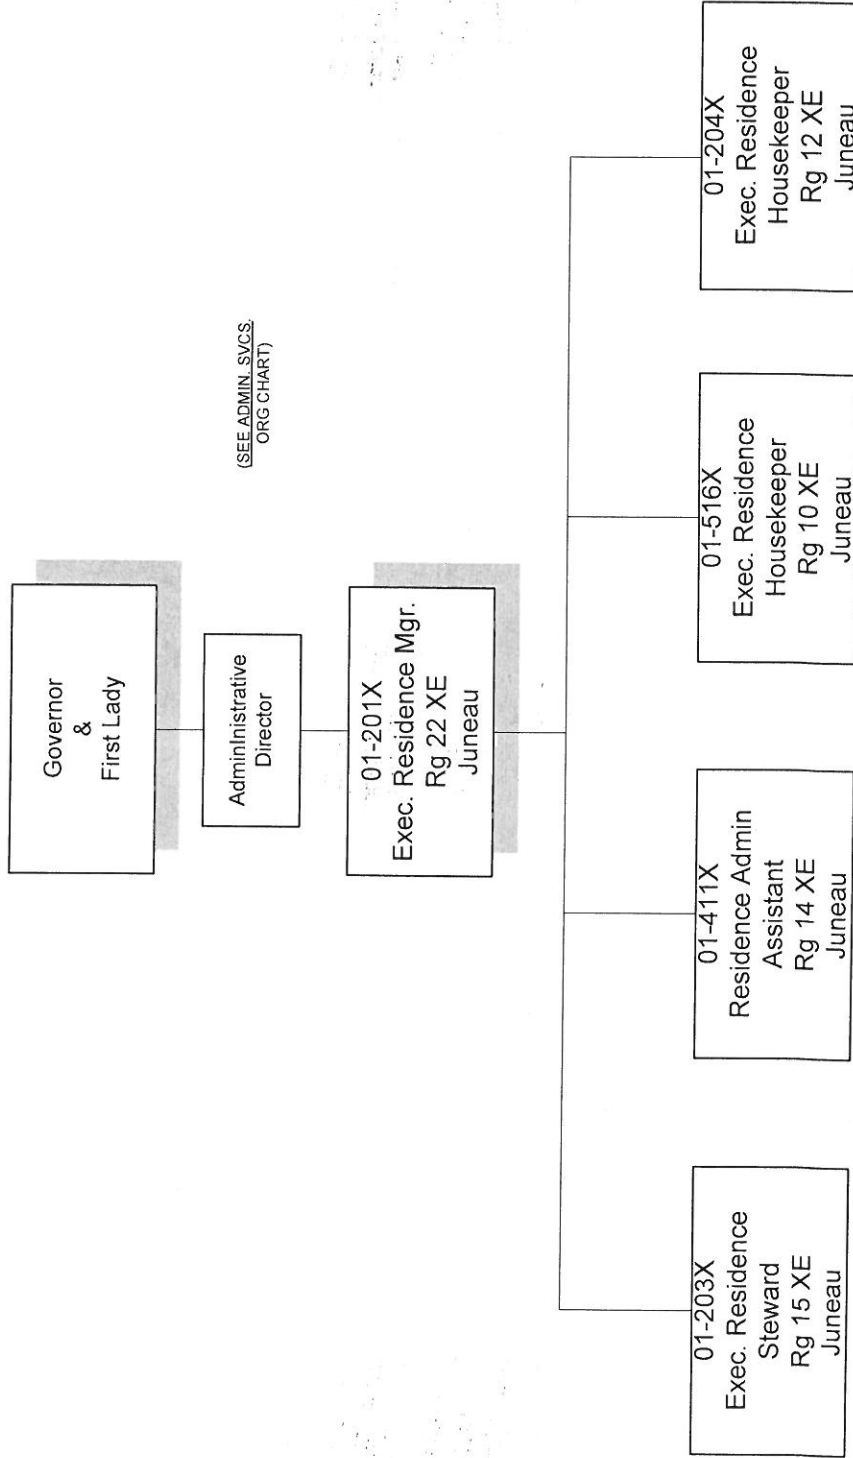 Governor
&
First Lady
AdminInistrative
Director
(SEE ADMIN. SVCS.
ORG CHART)
01-201X
Exec. Residence Mgr.
Rg 22 XE
Juneau
01-203X
Exec. Residence
Steward
Rg 15 XE
Juneau
01-411X
Residence Admin
Assistant
Rg 14 XE
Juneau
01-516X
Exec. Residence
Housekeeper
Rg 10 XE
Juneau
01-204X
Exec. Residence
Housekeeper
Rg 12 XE
Juneau